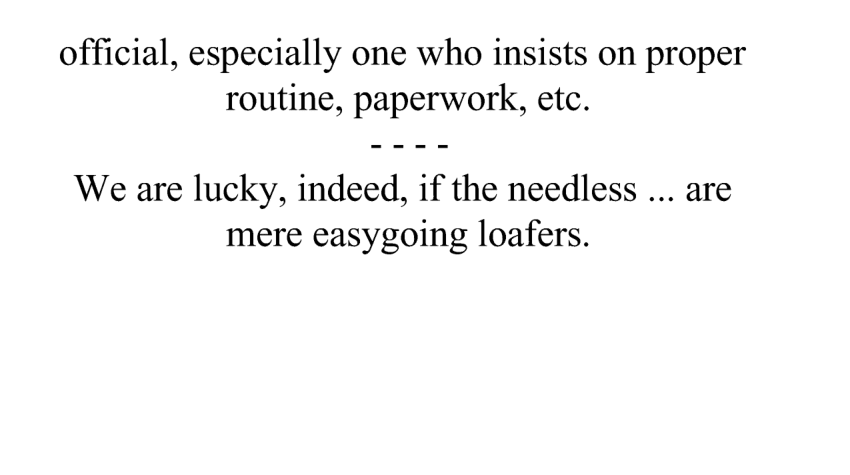 official, especially one who insists on proper
routine, paperwork, etc.
- - - -
We are lucky, indeed, if the needless ... are
mere easygoing loafers.